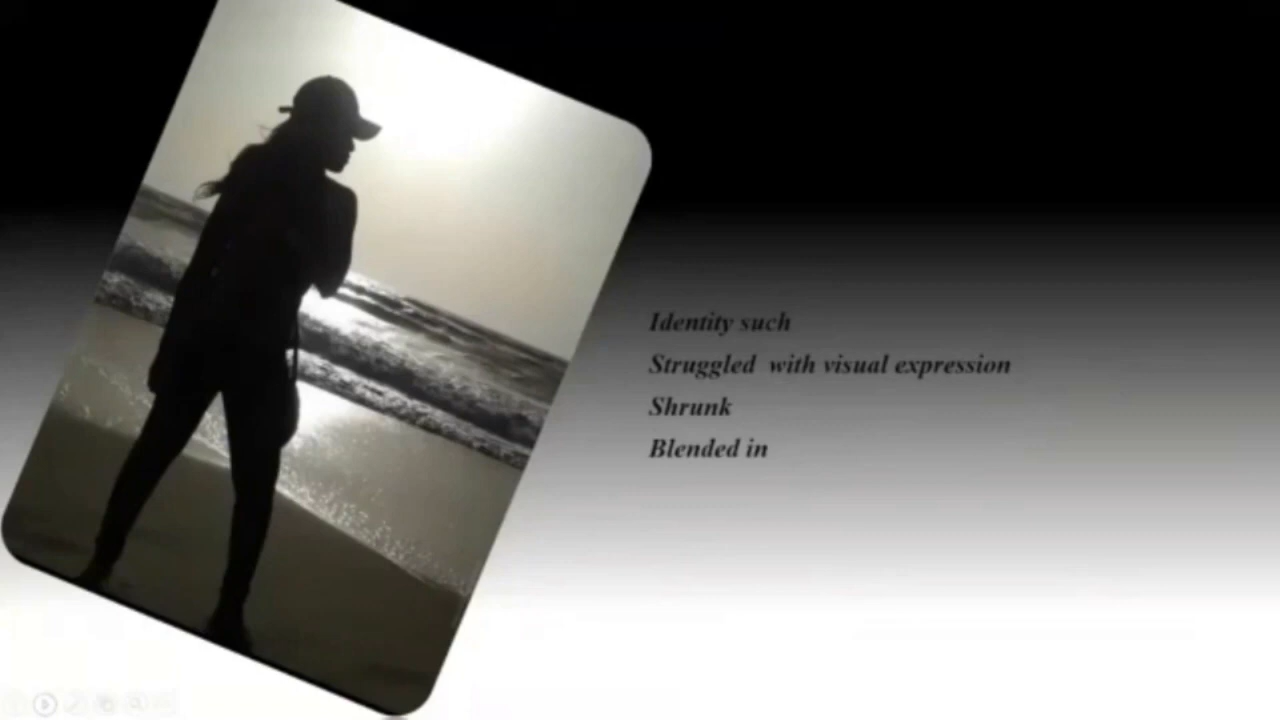 Identity such
Struggled  with visual expression
Shrunk
Blended in